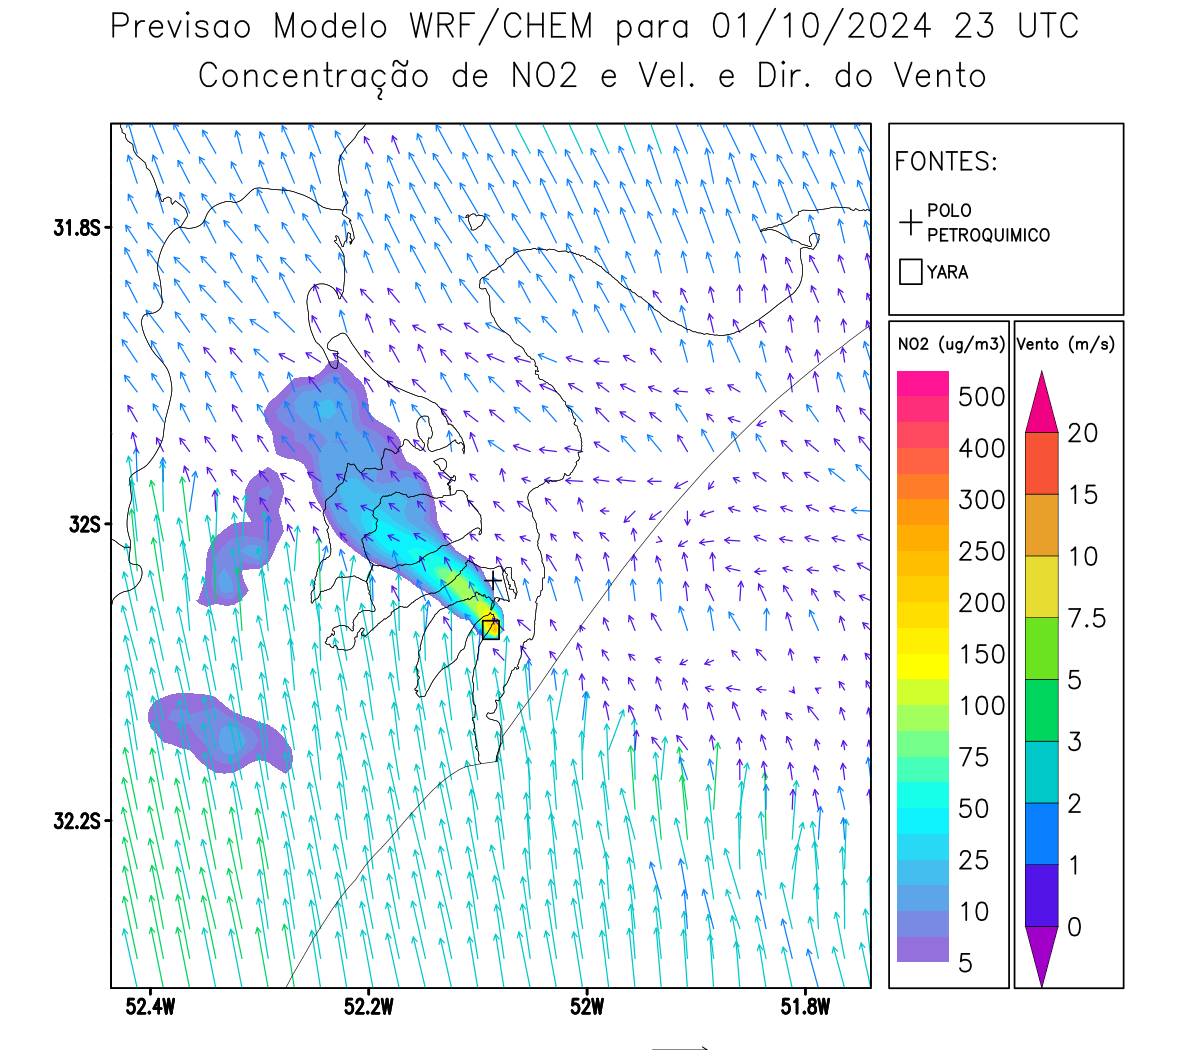 Previsao Modelo WRF/CHEM para 01/10/2024 23 UTC
Concentração de NO2 e Vel. e Dir. do Vento
FONTES:
POLO
PETROQUIMICO
YARA
NO2 (ug/m3)
500
400
300
250
200
150
100
75
50
25
10
5
Vento (m/s)
20
15
10
7.5
5
3
2
1
0
31.8S
32S
32.2S
52.4W
52.2W
52W
51.8W